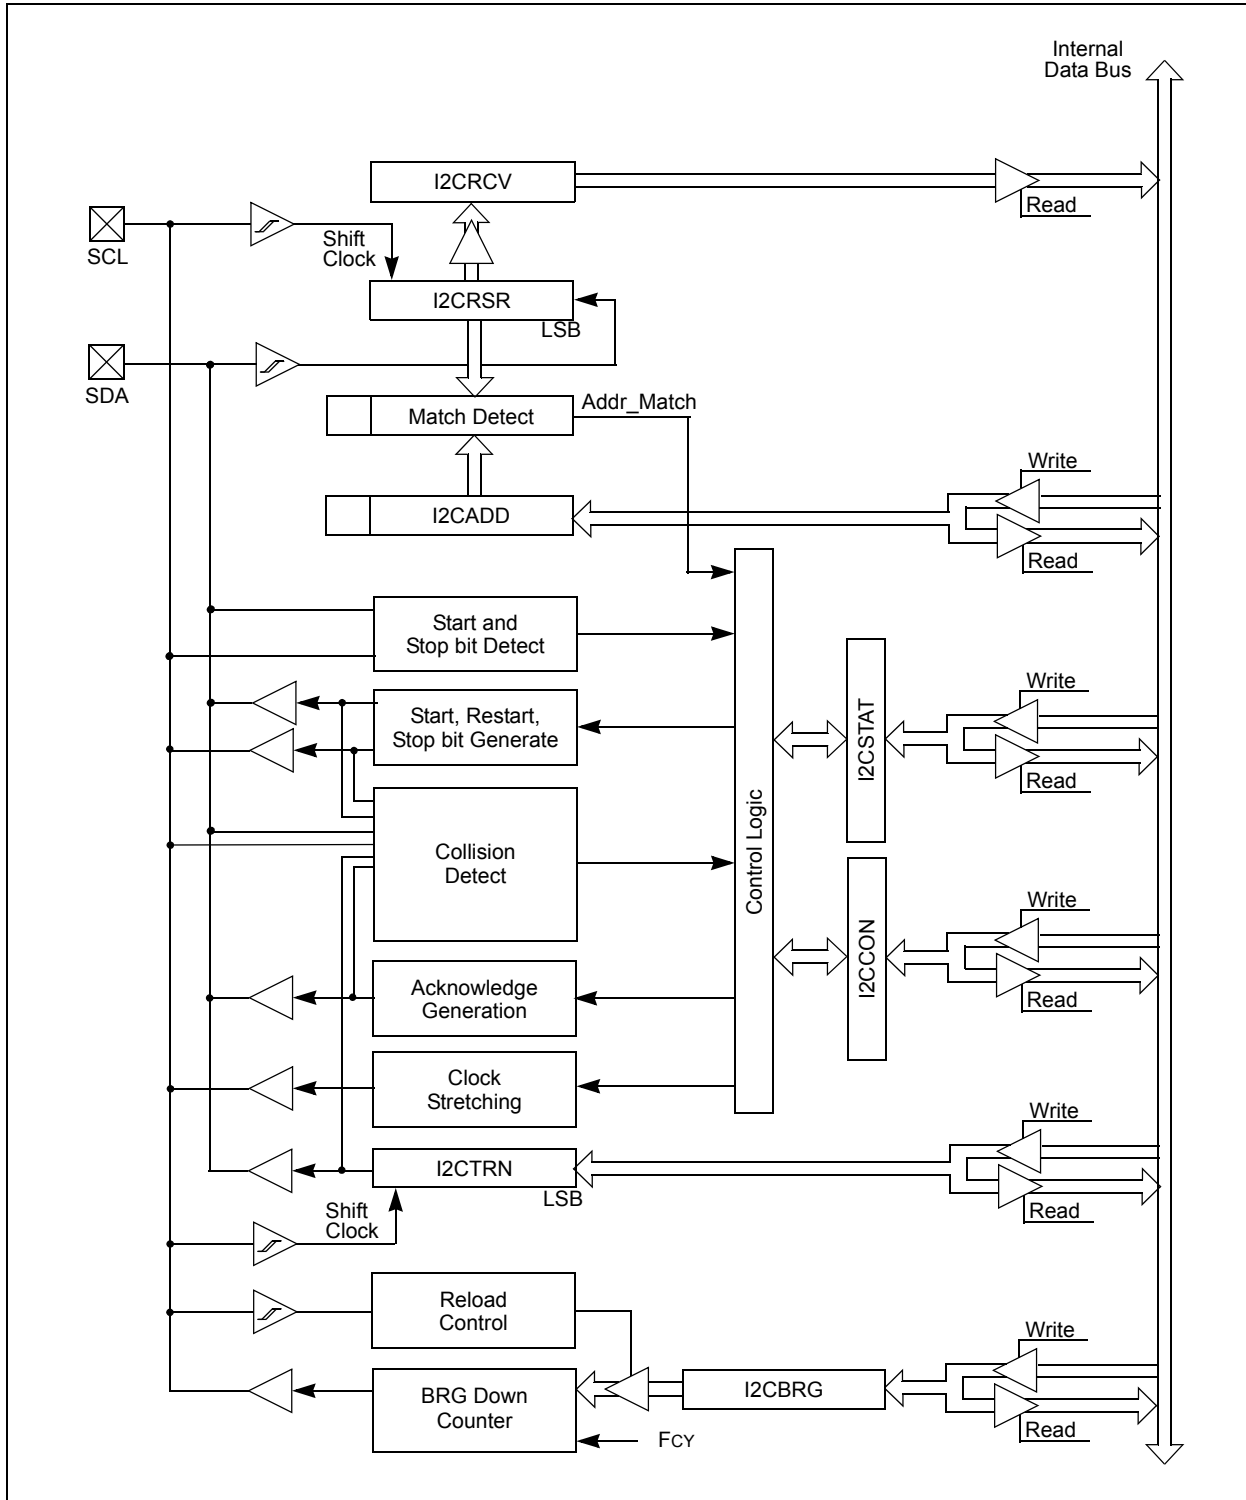 Internal
Data Bus
I2CRCV
Read
SCL
Shift
Clock
I2CRSR
LSB
SDA
Addr_Match
Match Detect
Write
I2CADD
Read
Start and
Stop bit Detect
Write
Start, Restart,
Stop bit Generate
I2CSTAT
Read
Control Logic
Collision
Detect
Write
I2CCON
Read
Acknowledge
Generation
Clock
Stretching
Write
I2CTRN
LSB
Read
Shift
Clock
Reload
Control
Write
I2CBRG
BRG Down
Counter
Read
FCY